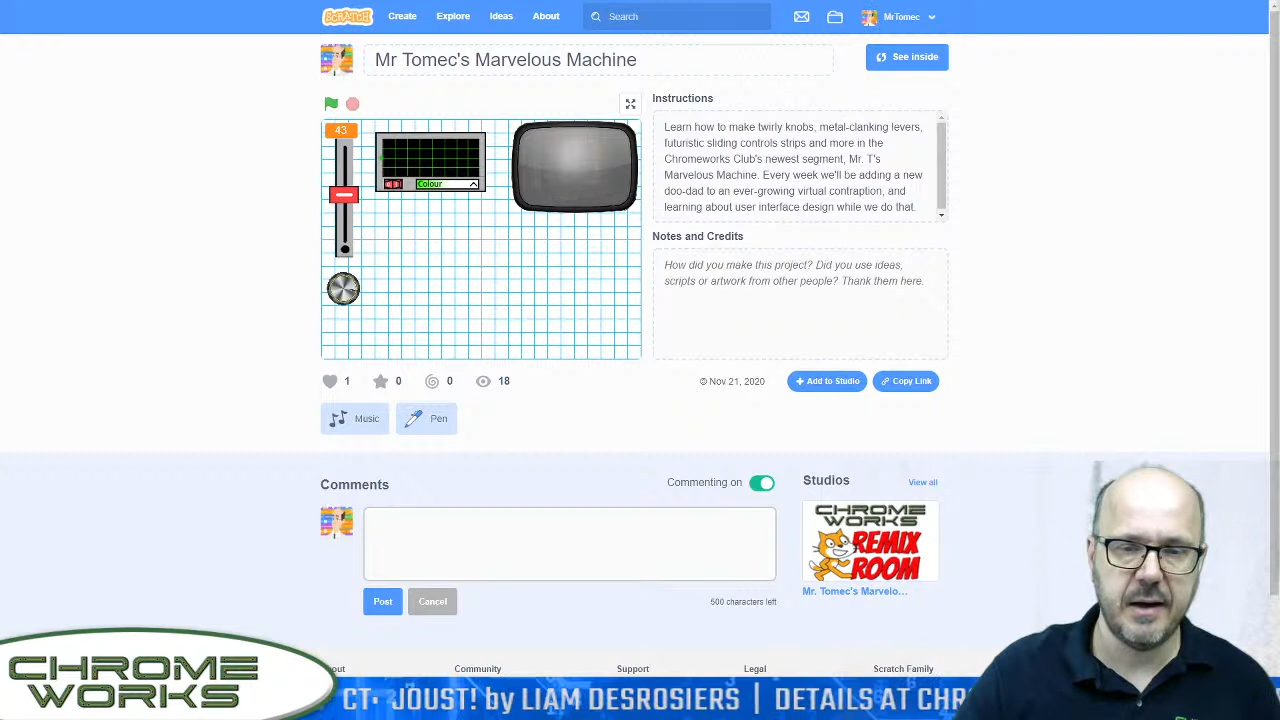 SCRATCH
Create
Explore
Ideas
About
Search
MrTomec
Mr Tomec's Marvelous Machine
See inside
43
Colour
Instructions
Learn how to make twirly knobs, metal-clanking levers,
futuristic sliding controls strips and more in the
Chromeworks Club's newest segment, Mr. T's
Marvelous Machine. Every week we'll be adding a new
doo-dad to an ever-growing virtual contraption, and
learning about user interface design while we do that.
Notes and Credits
How did you make this project? Did you use ideas,
scripts or artwork from other people? Thank them here.
1
0
0
18
© Nov 21, 2020
Add to Studio
Copy Link
Music
Pen
Comments
Commenting on
Post
Cancel
500 characters left
Studios
View all
CHROME
WORKS
REMIX
ROOM
Mr. Tomec's Marvelo...
out
Community
Support
Legal
Scratch Family
CHROME
WORKS
CT: JOUST! by LIAM DESROSIERS | DETAILS AT CHR